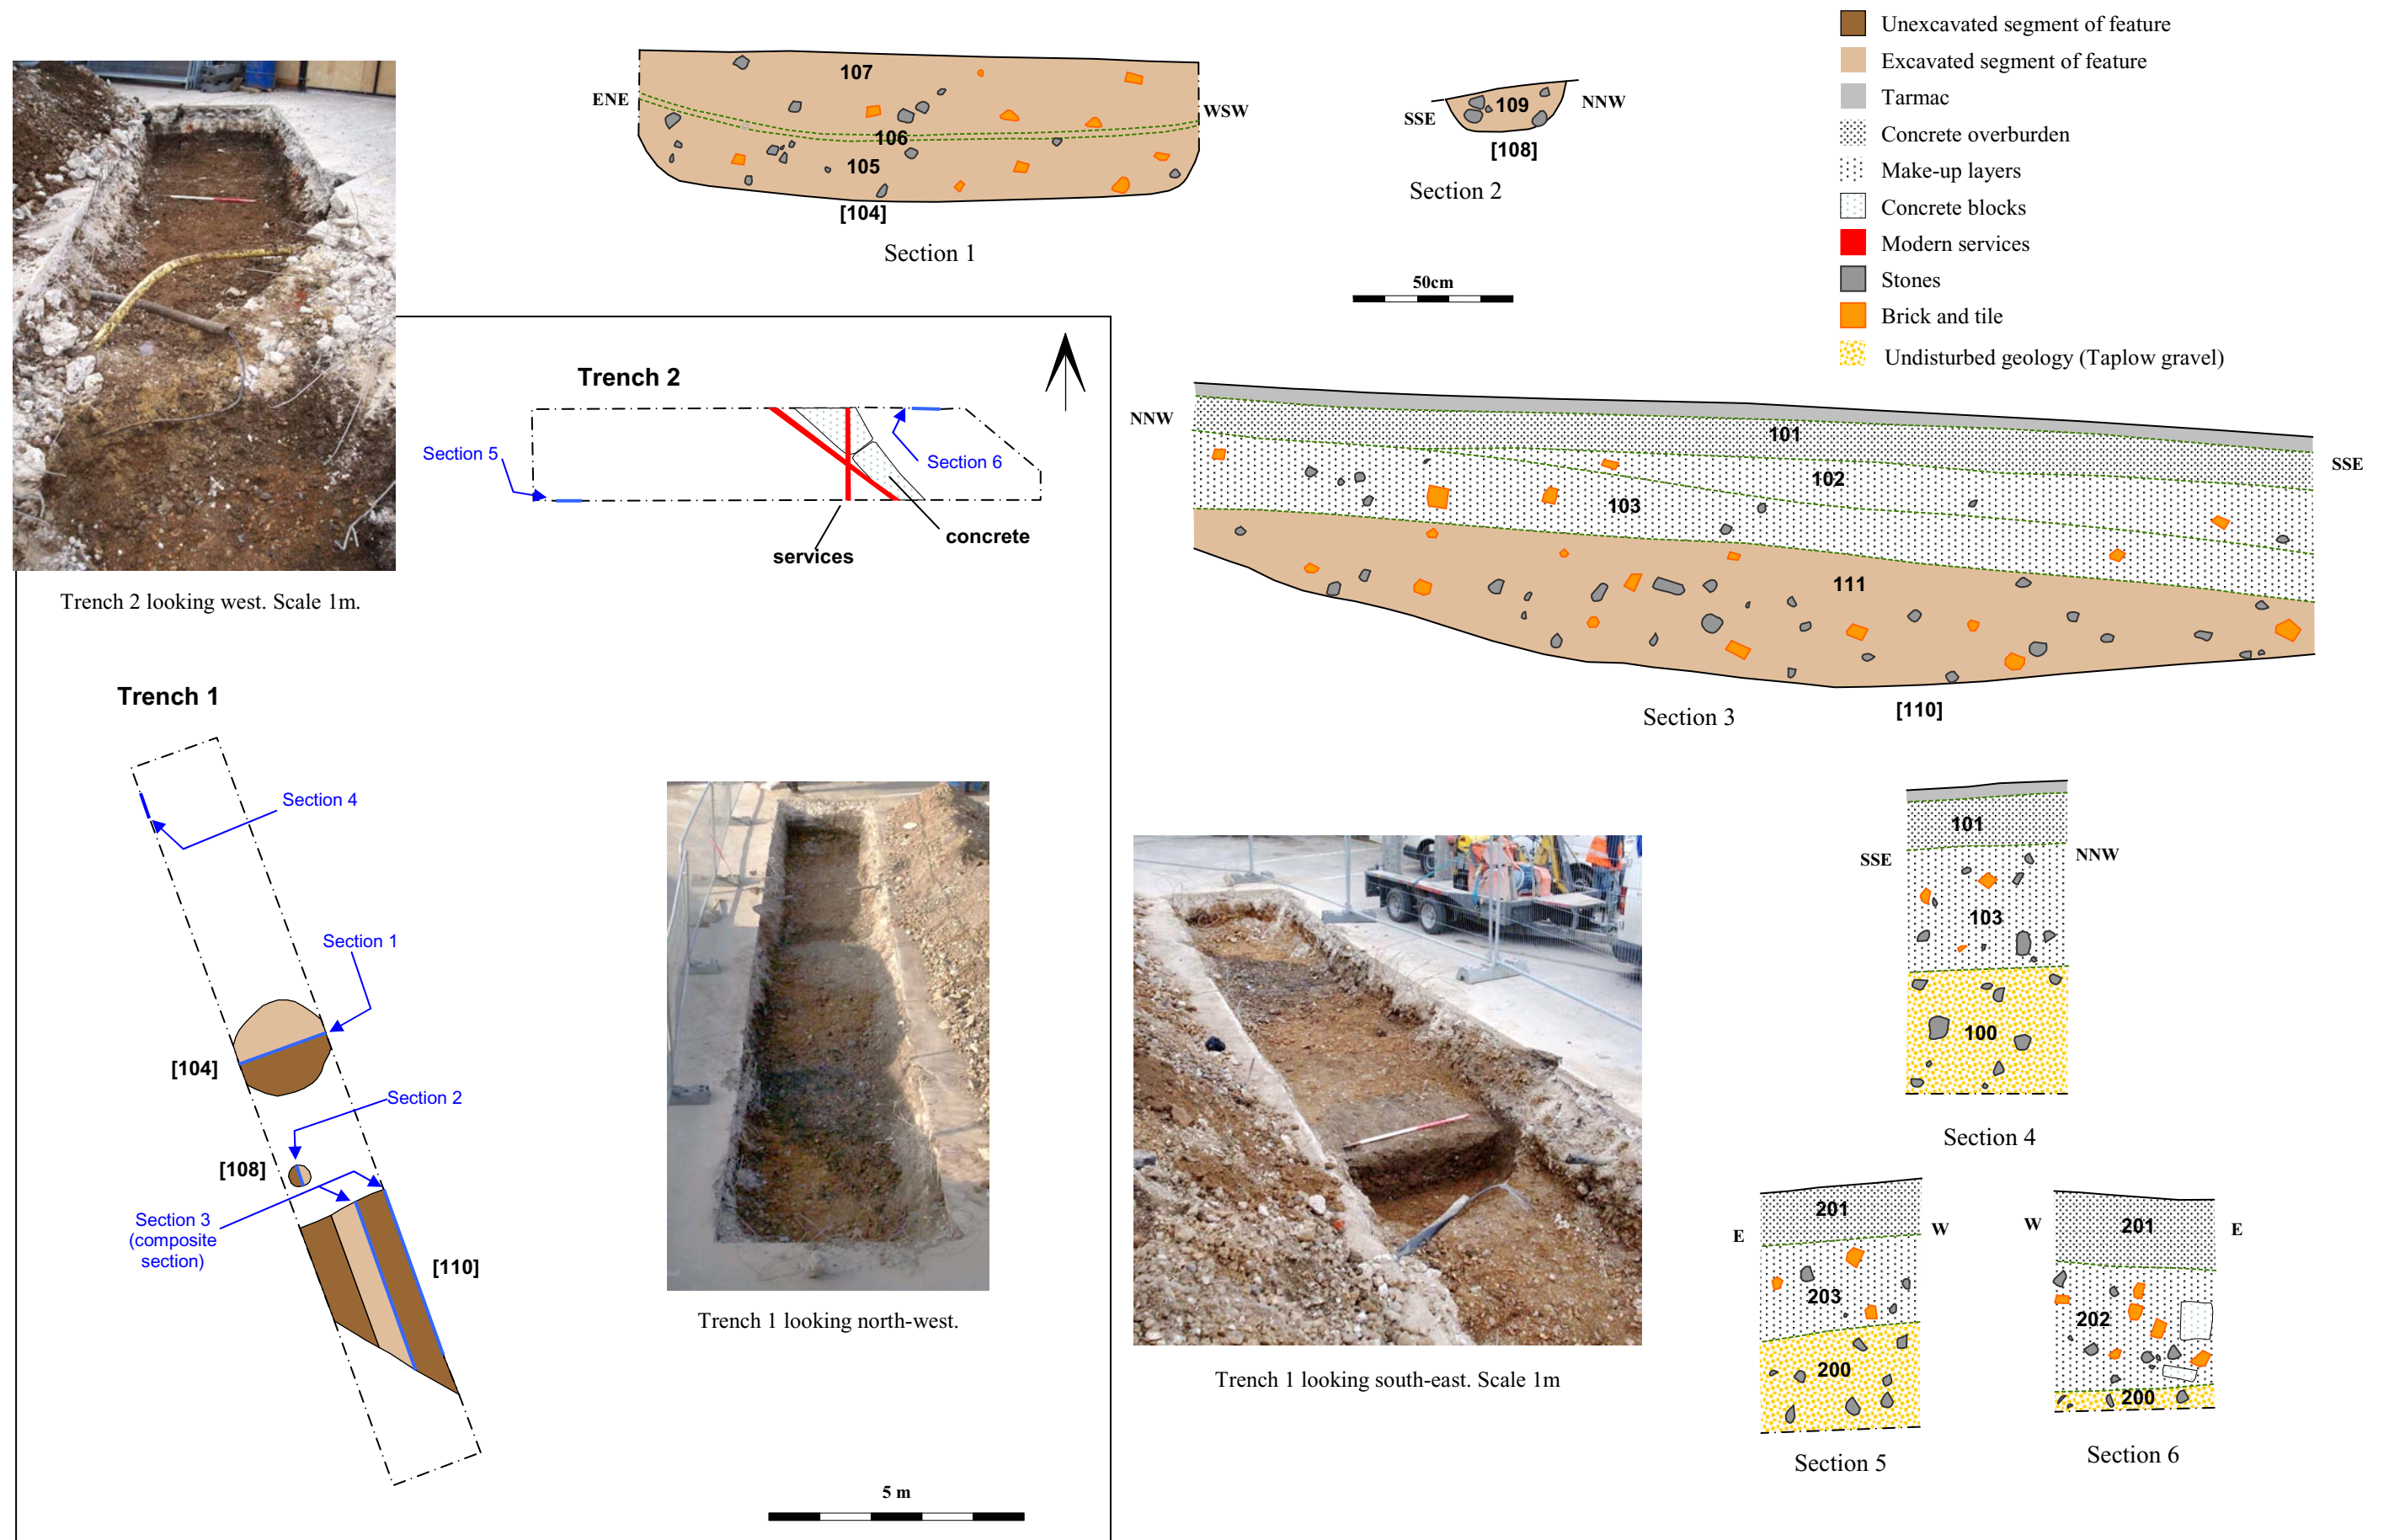 Unexcavated segment of feature
Excavated segment of feature
Tarmac
Concrete overburden
Make-up layers
Concrete blocks
Modern services
Stones
Brick and tile
Undisturbed geology (Taplow gravel)
ENE
107
106
105
[104]
WSW
Section 1
SSE
109
NNW
[108]
Section 2
50cm
Trench 2 looking west. Scale 1m.
Trench 2
Section 5
Section 6
services
concrete
NNW
101
102
103
111
SSE
[110]
Section 3
Trench 1
Section 4
Section 1
[104]
Section 2
[108]
Section 3
(composite
section)
[110]
Trench 1 looking north-west.
5 m
Trench 1 looking south-east. Scale 1m
SSE
101
103
100
NNW
Section 4
E
201
203
200
W
Section 5
W
201
202
200
E
Section 6